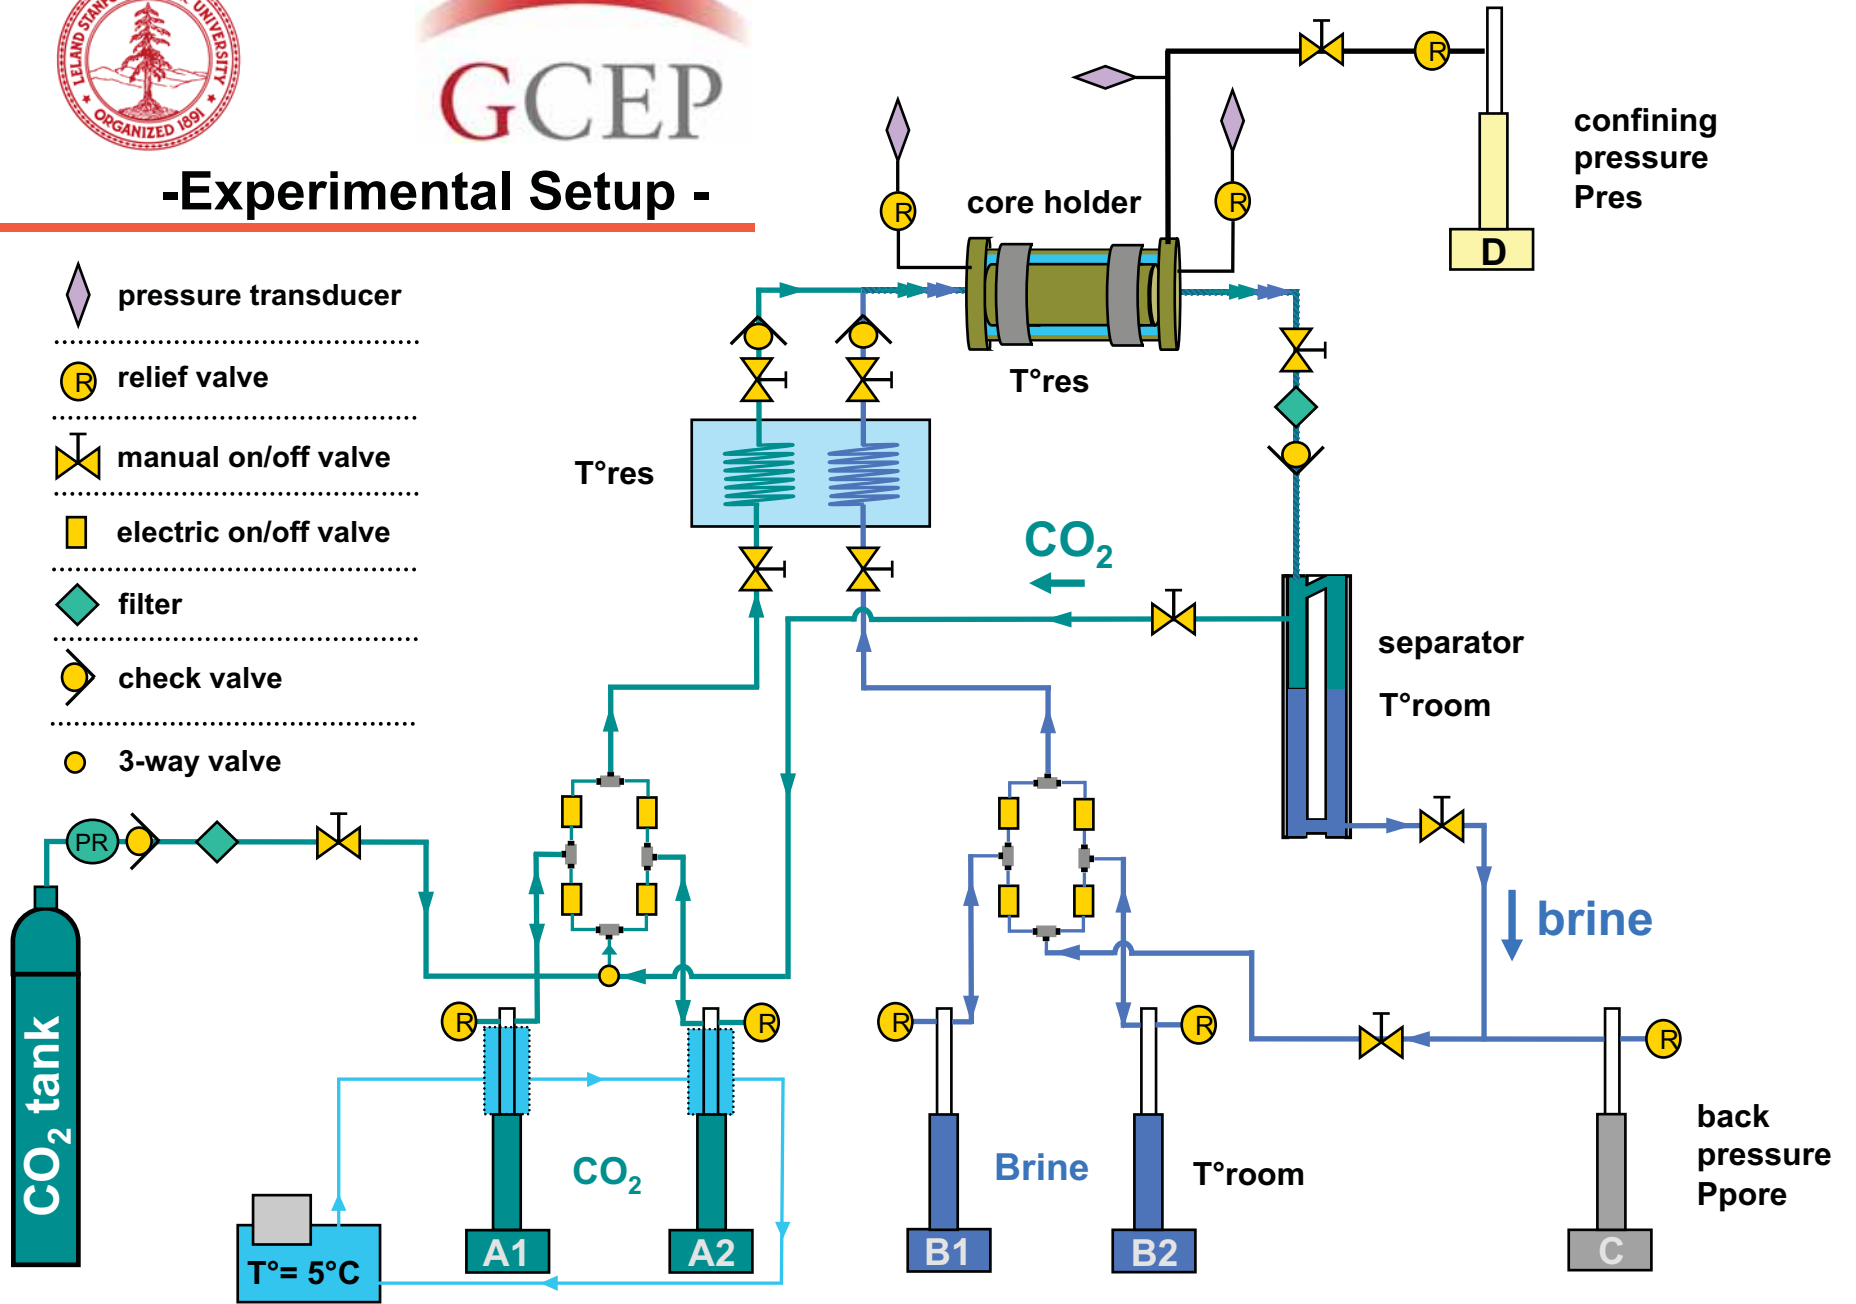 LELAND STANFORD JUNIOR UNIVERSITY
ORGANIZED 1891
GCEP
-Experimental Setup -
pressure transducer
R relief valve
manual on/off valve
electric on/off valve
filter
check valve
3-way valve
R
R
R
core holder
T°res
T°res
confining
pressure
Pres
D
CO2
separator
T°room
brine
PR
CO2 tank
R
R
R
R
R
CO2
Brine
T°room
back
pressure
Ppore
T°= 5°C
A1
A2
B1
B2
C